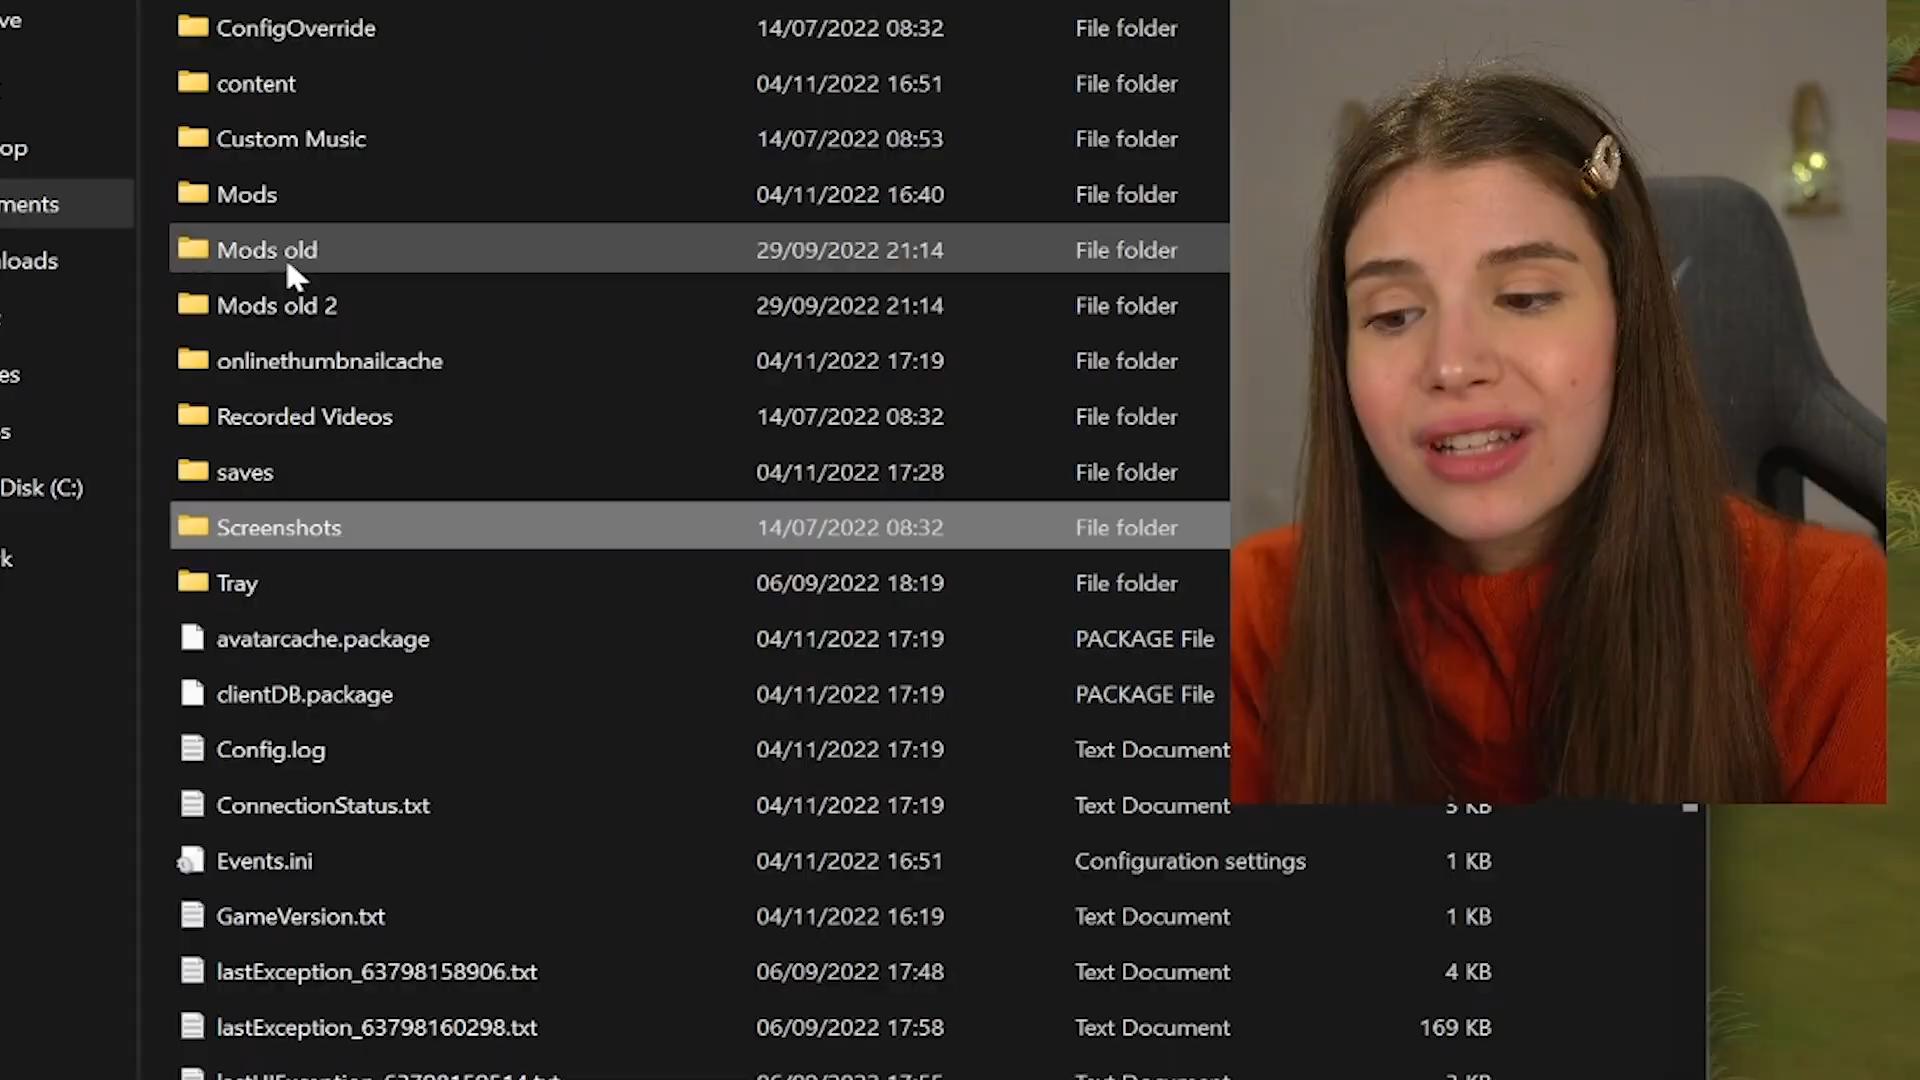 ve
ConfigOverride 14/07/2022 08:32 File folder
content 04/11/2022 16:51 File folder
op
Custom Music 14/07/2022 08:53 File folder
ments
Mods 04/11/2022 16:40 File folder
loads
Mods old 29/09/2022 21:14 File folder
Mods old 2 29/09/2022 21:14 File folder
es
onlinethumbnailcache 04/11/2022 17:19 File folder
s
Recorded Videos 14/07/2022 08:32 File folder
Disk (C:)
saves 04/11/2022 17:28 File folder
Screenshots 14/07/2022 08:32 File folder
k
Tray 06/09/2022 18:19 File folder
avatarcache.package 04/11/2022 17:19 PACKAGE File
clientDB.package 04/11/2022 17:19 PACKAGE File
Config.log 04/11/2022 17:19 Text Document
ConnectionStatus.txt 04/11/2022 17:19 Text Document KB
Events.ini 04/11/2022 16:51 Configuration settings 1 KB
GameVersion.txt 04/11/2022 16:19 Text Document 1 KB
lastException_63798158906.txt 06/09/2022 17:48 Text Document 4 KB
lastException_63798160298.txt 06/09/2022 17:58 Text Document 169 KB